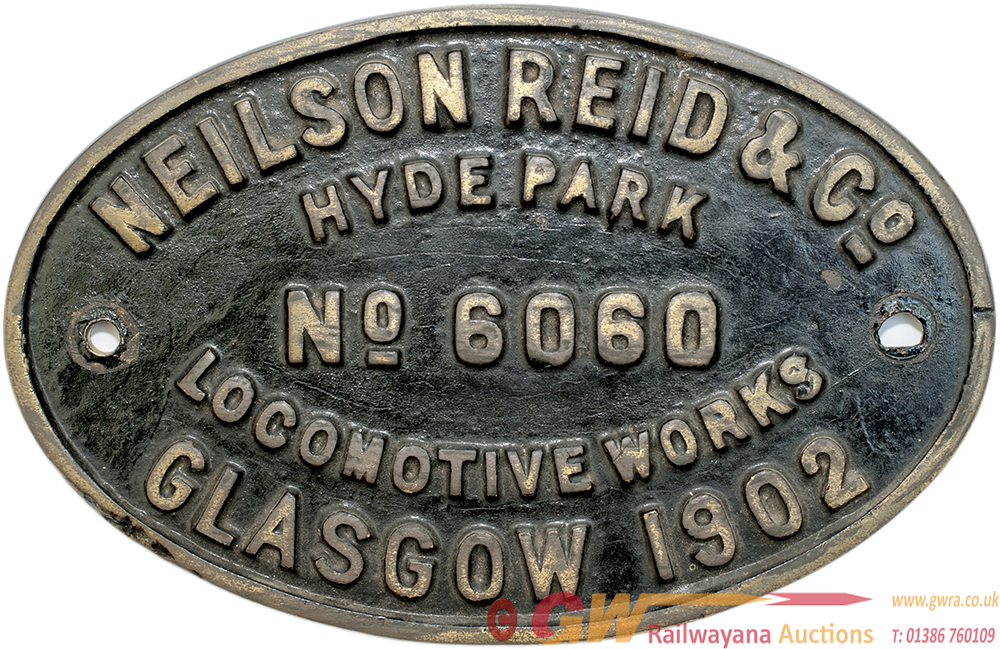 NEILSON REID & Cº
HYDE PARK
Nº 6060
LOCOMOTIVE WORKS
GLASGOW 1902
© GW
Railwayana Auctions
www.gwra.co.uk
T: 01386 760109